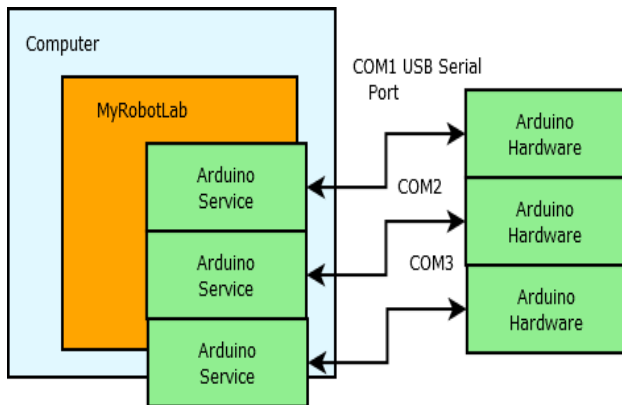 Computer
MyRobotLab
Arduino
Service
Arduino
Service
Arduino
Service
COM1 USB Serial
Port
COM2
COM3
Arduino
Hardware
Arduino
Hardware
Arduino
Hardware